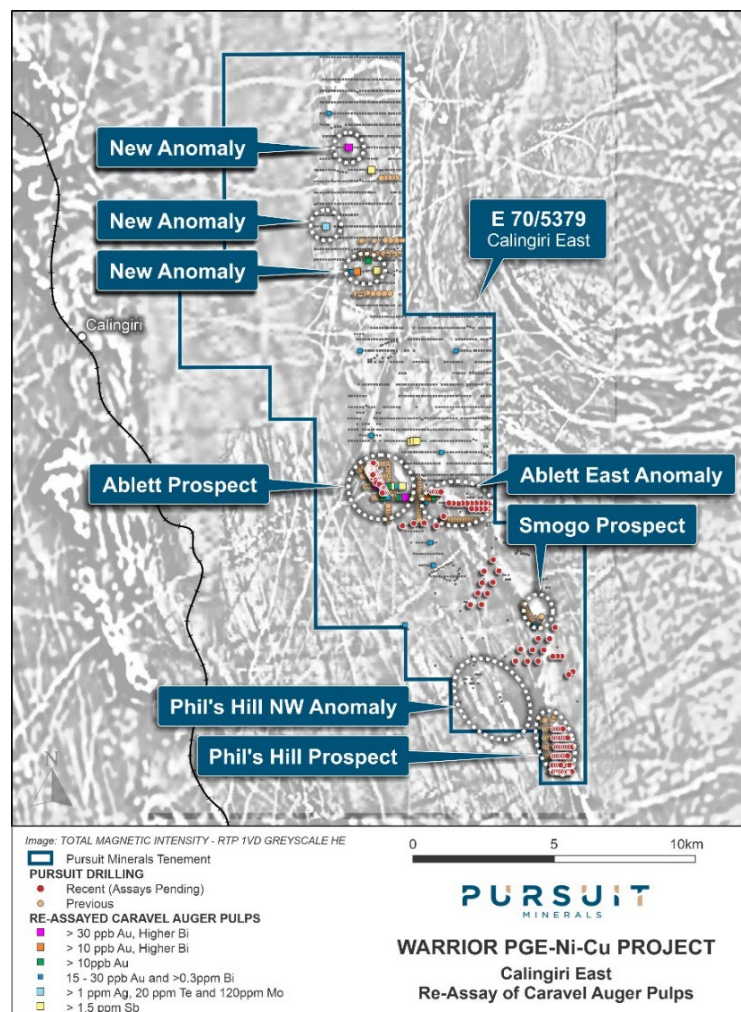 New Anomaly
New Anomaly
New Anomaly
E 70/5379
Calingiri East
Calingiri
Ablett Prospect
Ablett East Anomaly
Smogo Prospect
Phil's Hill NW Anomaly
Phil's Hill Prospect
N
Image: TOTAL MAGNETIC INTENSITY - RTP 1VD GREYSCALE HE
Pursuit Minerals Tenement
PURSUIT DRILLING
Recent (Assays Pending)
Previous
RE-ASSAYED CARAVEL AUGER PULPS
> 30 ppb Au, Higher Bi
> 10 ppb Au, Higher Bi
> 10ppb Au
15 - 30 ppb Au and >0.3ppm Bi
> 1 ppm Ag, 20 ppm Te and 120ppm Mo
> 1.5 ppm Sb
0 5 10km
PURSUIT
MINERALS
WARRIOR PGE-Ni-Cu PROJECT
Calingiri East
Re-Assay of Caravel Auger Pulps